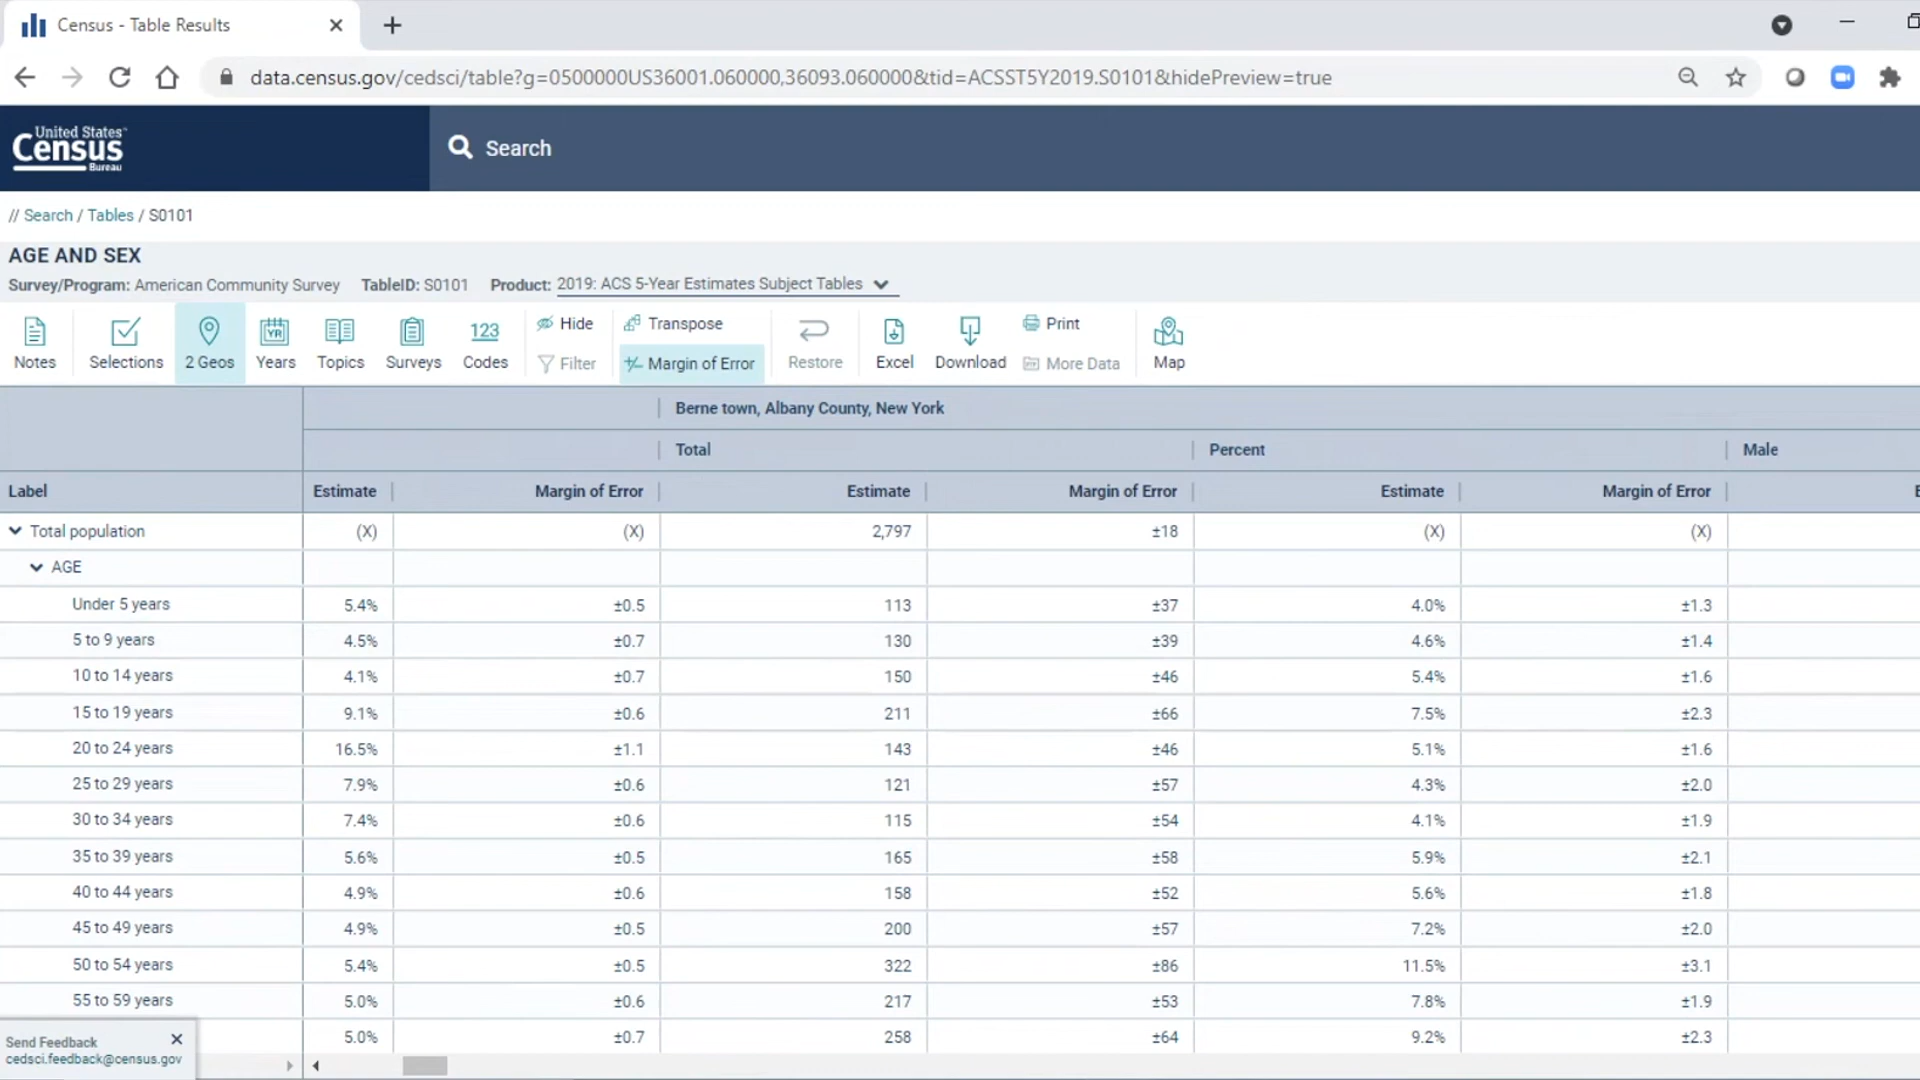 Census - Table Results
data.census.gov/cedsci/table?g=0500000US36001.060000,36093.060000&tid=ACSST5Y2019.S0101&hidePreview=true
United States
Census
Bureau
Search
// Search / Tables / S0101
AGE AND SEX
Survey/Program: American Community Survey TableID: S0101 Product: 2019: ACS 5-Year Estimates Subject Tables
Notes Selections 2 Geos Years Topics Surveys 123 Codes Hide Filter Transpose Margin of Error Restore Excel Download Print More Data Map
Berne town, Albany County, New York
Total Percent Male
Label Estimate Margin of Error Estimate Margin of Error Estimate Margin of Error
Total population (X) (X) 2,797 ±18 (X) (X)
AGE
Under 5 years 5.4% ±0.5 113 ±37 4.0% ±1.3
5 to 9 years 4.5% ±0.7 130 ±39 4.6% ±1.4
10 to 14 years 4.1% ±0.7 150 ±46 5.4% ±1.6
15 to 19 years 9.1% ±0.6 211 ±66 7.5% ±2.3
20 to 24 years 16.5% ±1.1 143 ±46 5.1% ±1.6
25 to 29 years 7.9% ±0.6 121 ±57 4.3% ±2.0
30 to 34 years 7.4% ±0.6 115 ±54 4.1% ±1.9
35 to 39 years 5.6% ±0.5 165 ±58 5.9% ±2.1
40 to 44 years 4.9% ±0.6 158 ±52 5.6% ±1.8
45 to 49 years 4.9% ±0.5 200 ±57 7.2% ±2.0
50 to 54 years 5.4% ±0.5 322 ±86 11.5% ±3.1
55 to 59 years 5.0% ±0.6 217 ±53 7.8% ±1.9
5.0% ±0.7 258 ±64 9.2% ±2.3
Send Feedback
cedsci.feedback@census.gov